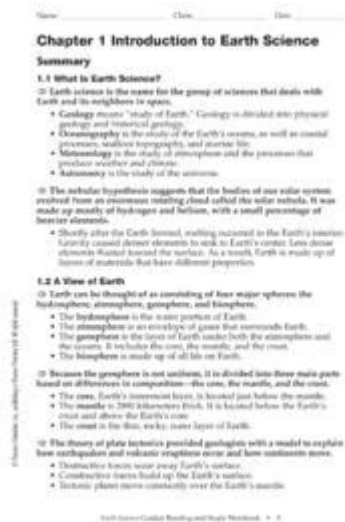 Name Class Date
Chapter 1 Introduction to Earth Science
Summary
1.1 What Is Earth Science?
Earth science is the name for the group of sciences that deals with
Earth and its neighbors in space.
• Geology means "study of Earth." Geology is divided into physical
geology and historical geology.
• Oceanography is the study of the Earth's oceans, as well as coastal
processes, seafloor topography, and marine life.
• Meteorology is the study of atmosphere and the processes that
produce weather and climate.
• Astronomy is the study of the universe.
The nebular hypothesis suggests that the bodies of our solar system
evolved from an enormous rotating cloud called the solar nebula. It was
made up mostly of hydrogen and helium, with a small percentage of
heavier elements.
• Shortly after the Earth formed, melting occurred in the Earth's interior.
Gravity caused denser elements to sink to Earth's center. Less dense
elements floated toward the surface. As a result, Earth is made up of
layers of materials that have different properties.
1.2 A View of Earth
Earth can be thought of as consisting of four major spheres: the
hydrosphere, atmosphere, geosphere, and biosphere.
• The hydrosphere is the water portion of Earth.
• The atmosphere is an envelope of gases that surrounds Earth.
• The geosphere is the layer of Earth under both the atmosphere and
the oceans. It includes the core, the mantle, and the crust.
• The biosphere is made up of all life on Earth.
Because the geosphere is not uniform, it is divided into three main parts
based on differences in composition—the core, the mantle, and the crust.
• The core, Earth's innermost layer, is located just below the mantle.
• The mantle is 2890 kilometers thick. It is located below the Earth's
crust and above the Earth's core.
• The crust is the thin, rocky, outer layer of Earth.
The theory of plate tectonics provided geologists with a model to explain
how earthquakes and volcanic eruptions occur and how continents move.
• Destructive forces wear away Earth's surface.
• Constructive forces build up the Earth's surface.
• Tectonic plates move constantly over the Earth's mantle.
Earth Science Guided Reading and Study Workbook •